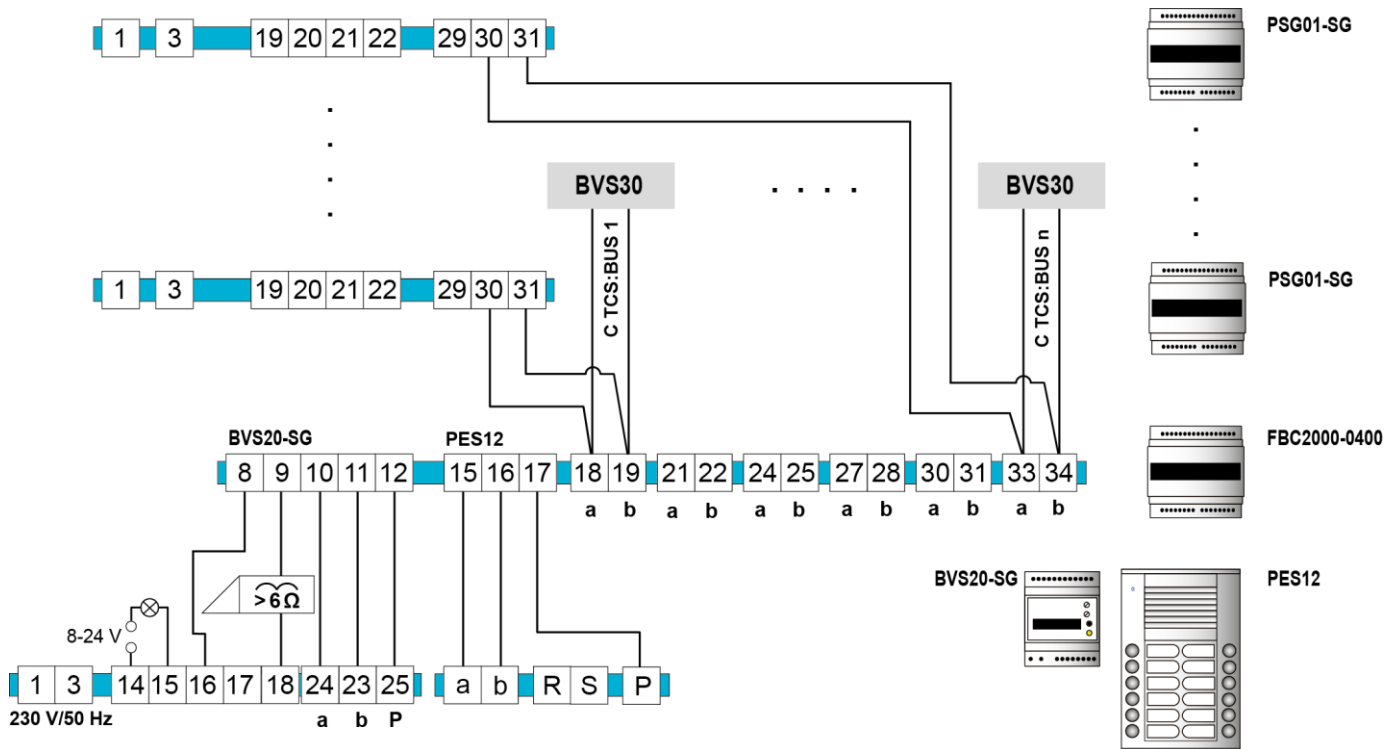 1 3 19 20 21 22 29 30 31
PSG01-SG
BVS30
BVS30
C TCS:BUS 1
C TCS:BUS n
1 3 19 20 21 22 29 30 31
PSG01-SG
BVS20-SG
PES12
FBC2000-0400
8 9 10 11 12 15 16 17 18 19 21 22 24 25 27 28 30 31 33 34
a b a b a b a b a b a b
>6Ω
8-24 V
BVS20-SG
PES12
1 3 14 15 16 17 18 24 23 25 a b R S P
230 V/50 Hz
a b P